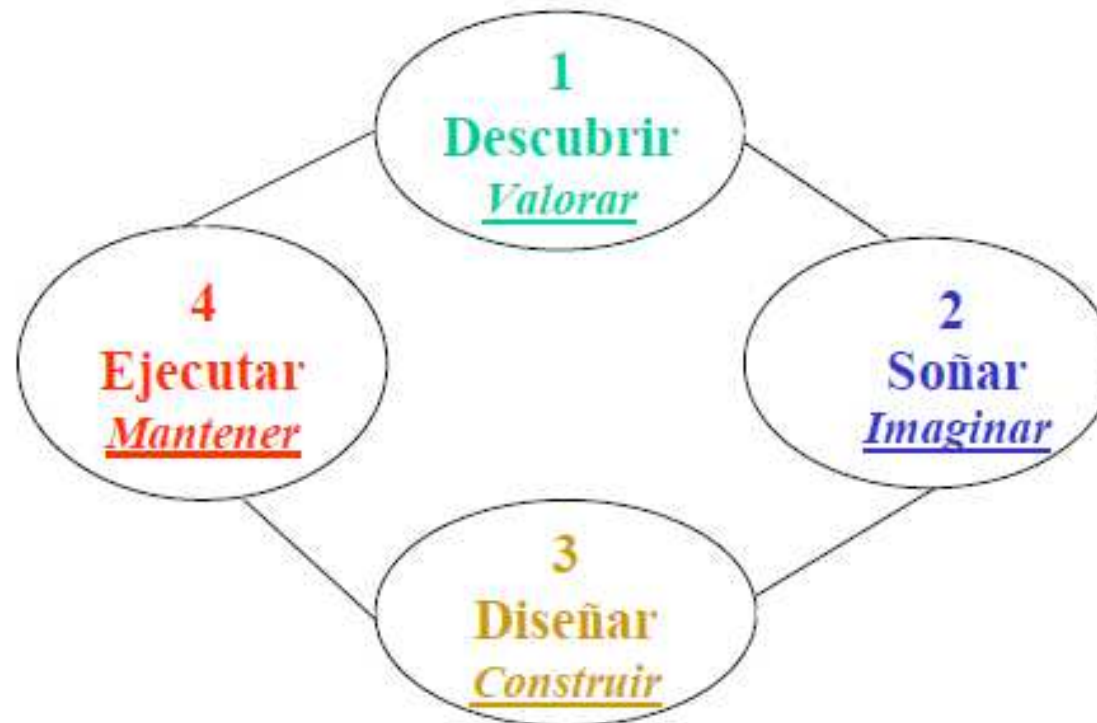 1
Descubrir
Valorar
2
Soñar
Imaginar
3
Diseñar
Construir
4
Ejecutar
Mantener